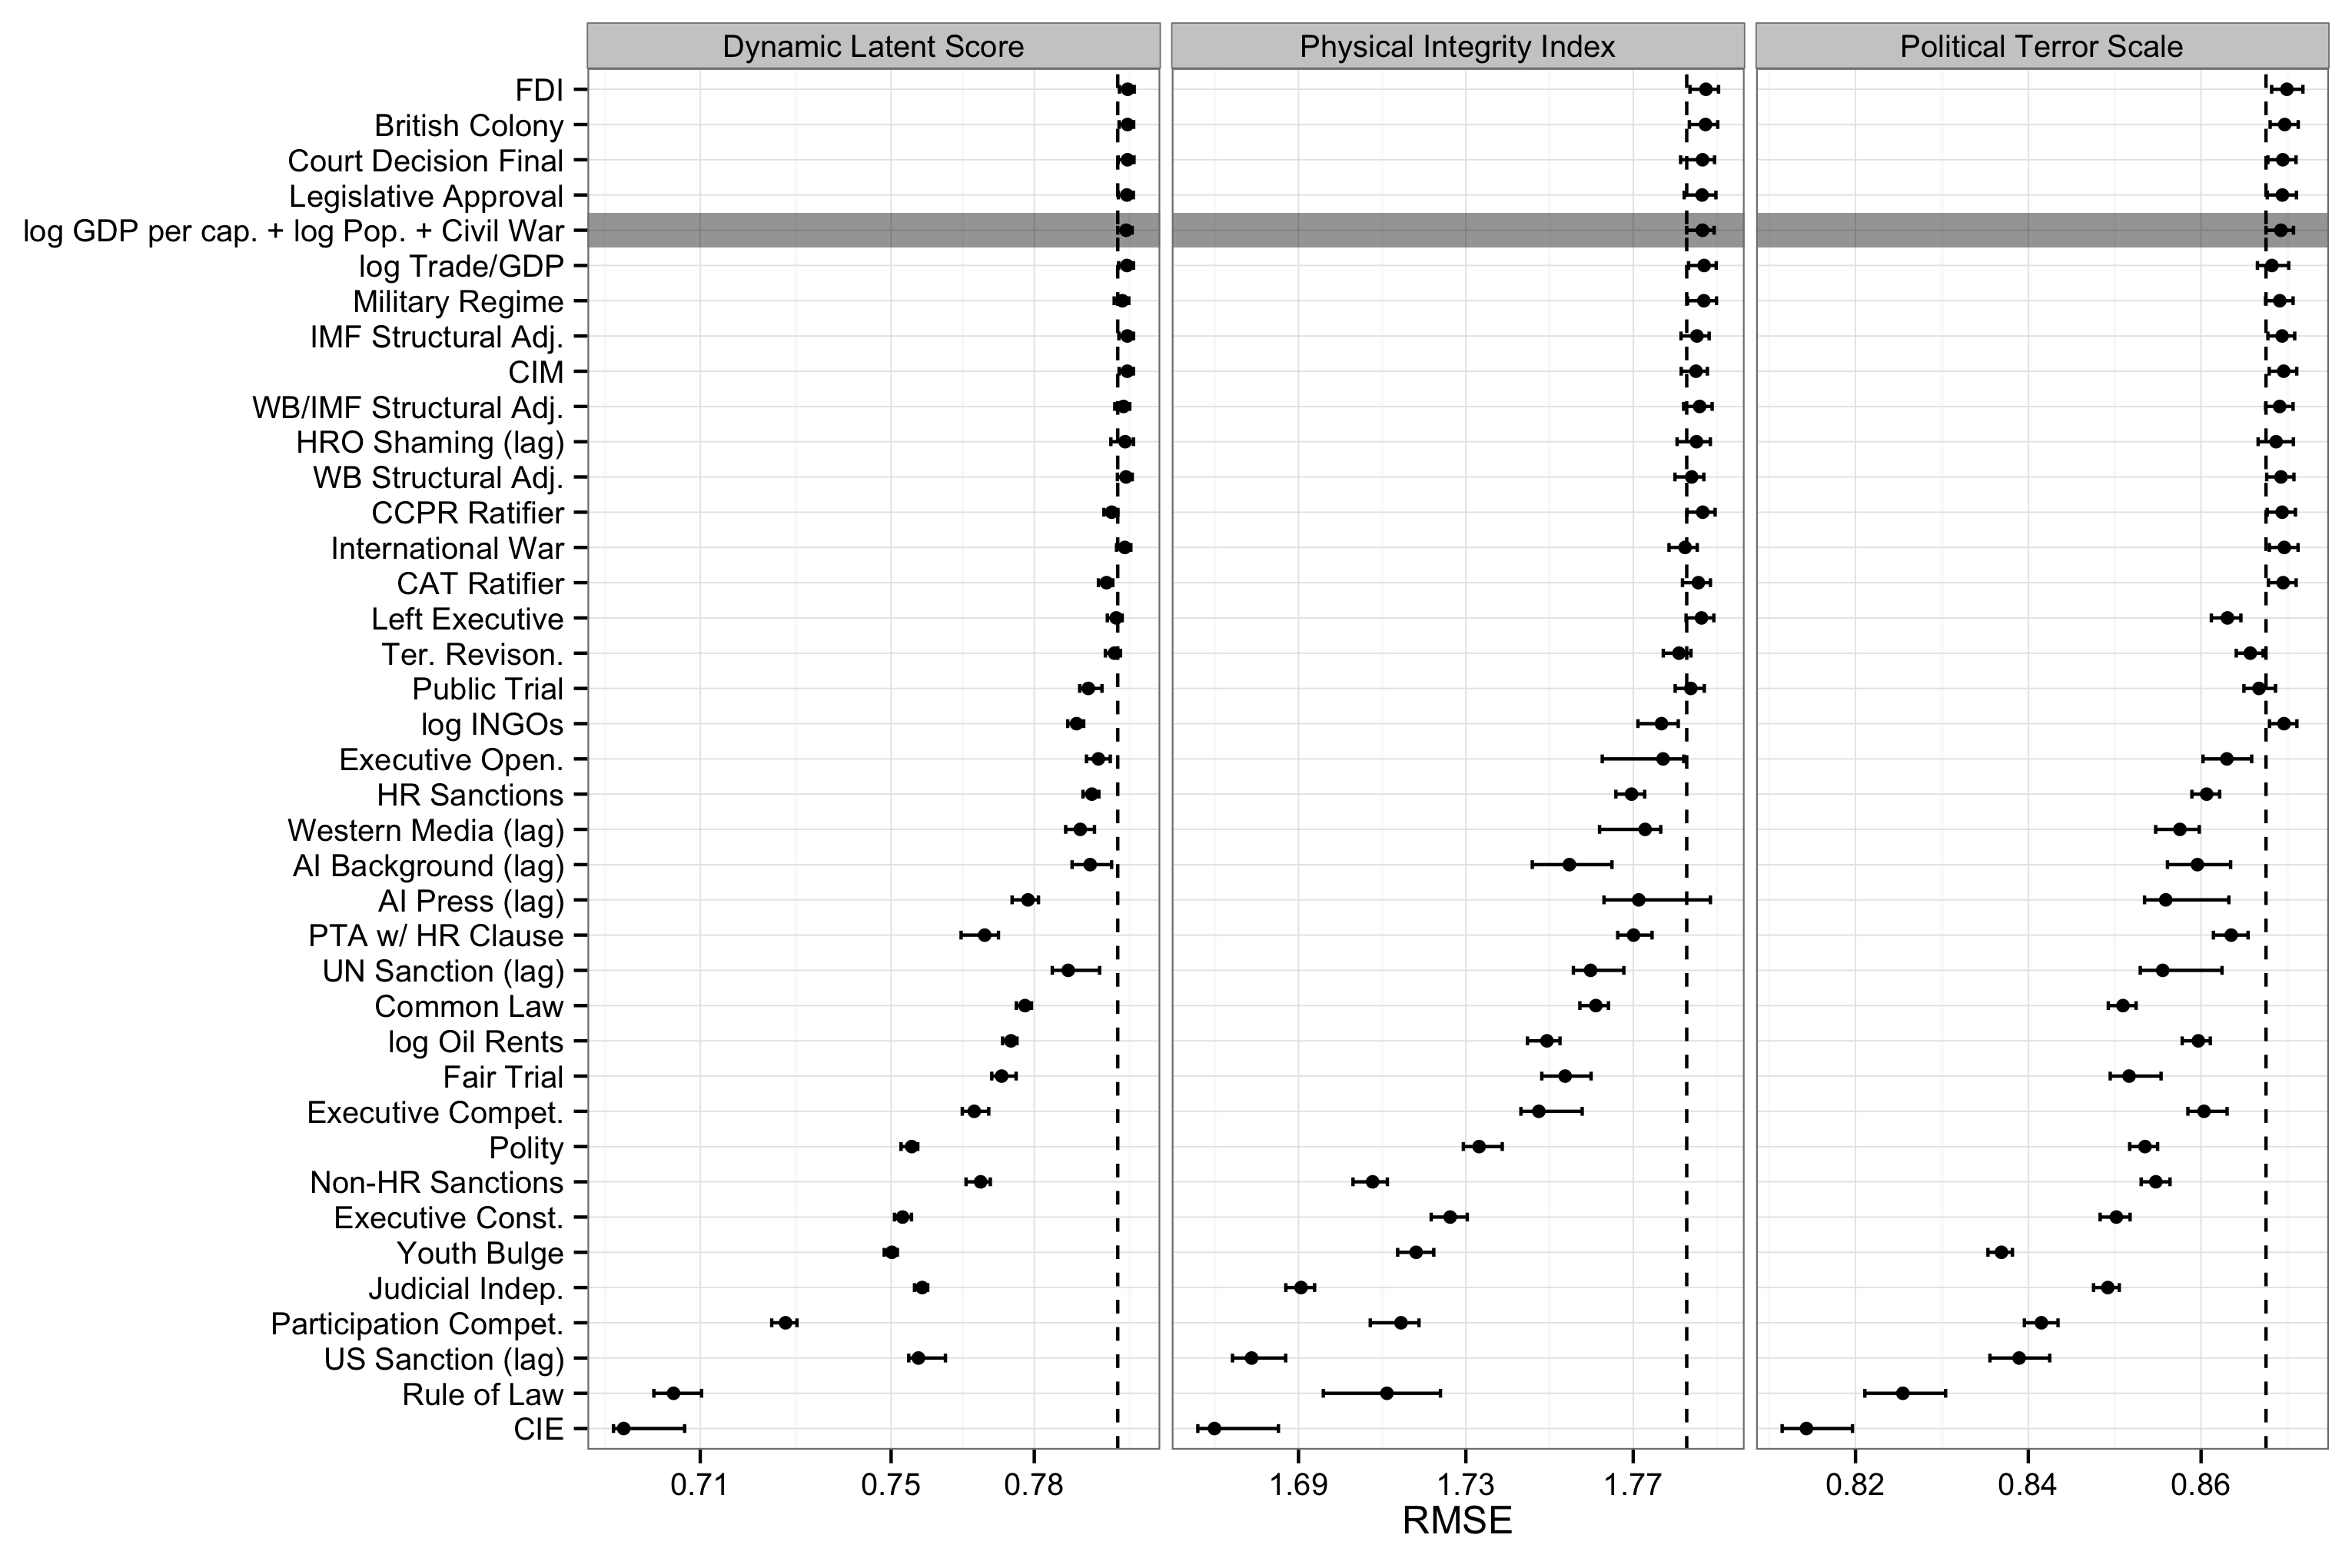 Dynamic Latent Score
Physical Integrity Index
Political Terror Scale
FDI
British Colony
Court Decision Final
Legislative Approval
log GDP per cap. + log Pop. + Civil War
log Trade/GDP
Military Regime
IMF Structural Adj.
CIM
WB/IMF Structural Adj.
HRO Shaming (lag)
WB Structural Adj.
CCPR Ratifier
International War
CAT Ratifier
Left Executive
Ter. Revison.
Public Trial
log INGOs
Executive Open.
HR Sanctions
Western Media (lag)
AI Background (lag)
AI Press (lag)
PTA w/ HR Clause
UN Sanction (lag)
Common Law
log Oil Rents
Fair Trial
Executive Compet.
Polity
Non-HR Sanctions
Executive Const.
Youth Bulge
Judicial Indep.
Participation Compet.
US Sanction (lag)
Rule of Law
CIE
0.71 0.75 0.78
1.69 1.73 1.77
0.82 0.84 0.86
RMSE